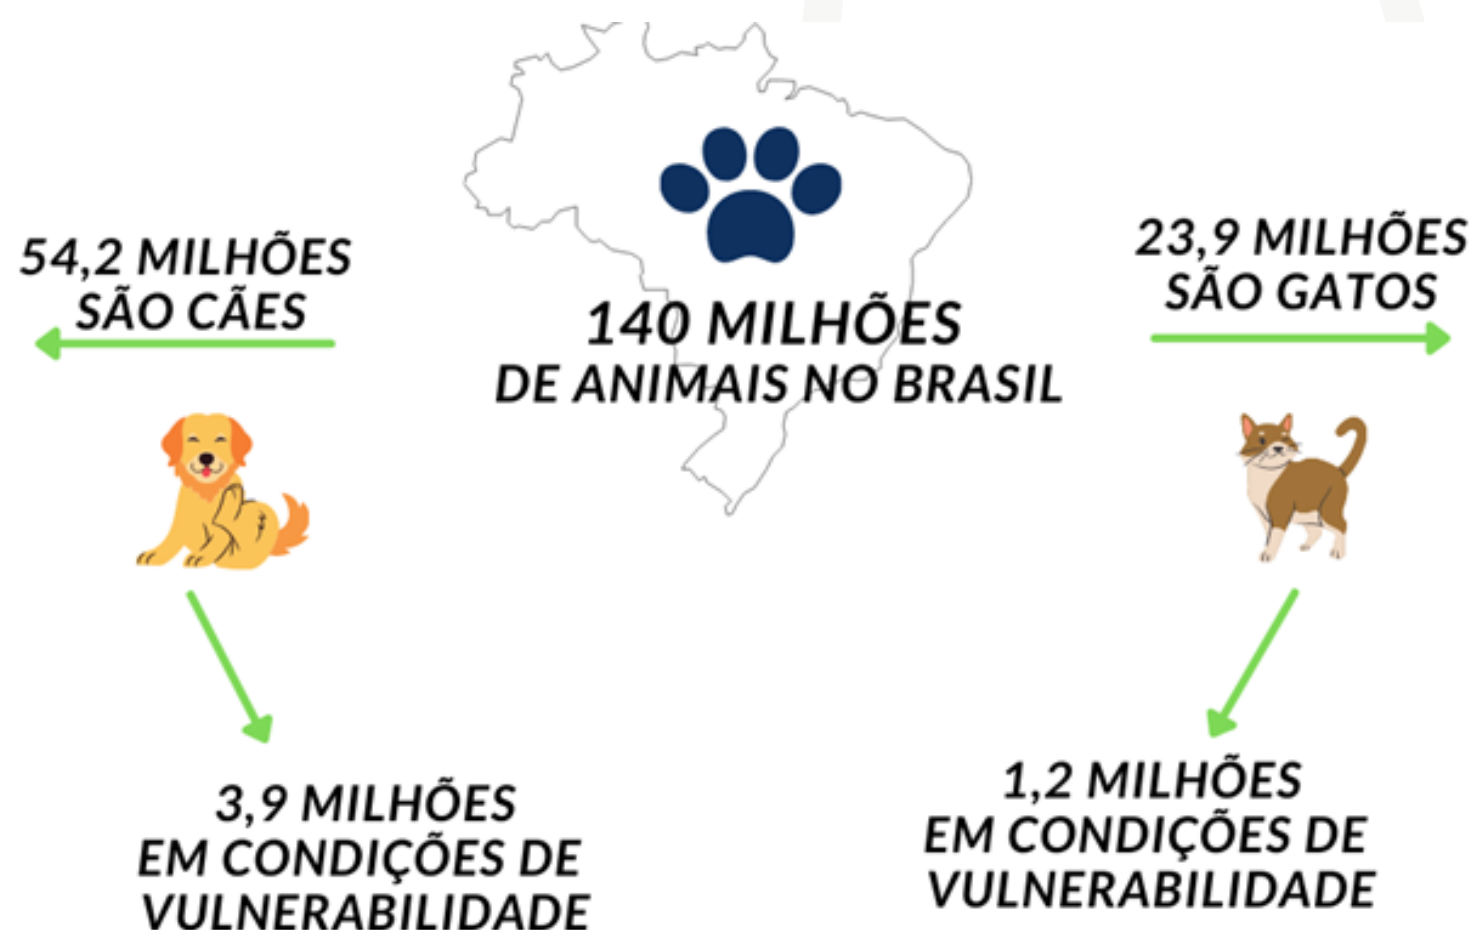 54,2 MILHÕES
SÃO CÃES
140 MILHÕES
DE ANIMAIS NO BRASIL
23,9 MILHÕES
SÃO GATOS
3,9 MILHÕES
EM CONDIÇÕES DE
VULNERABILIDADE
1,2 MILHÕES
EM CONDIÇÕES DE
VULNERABILIDADE